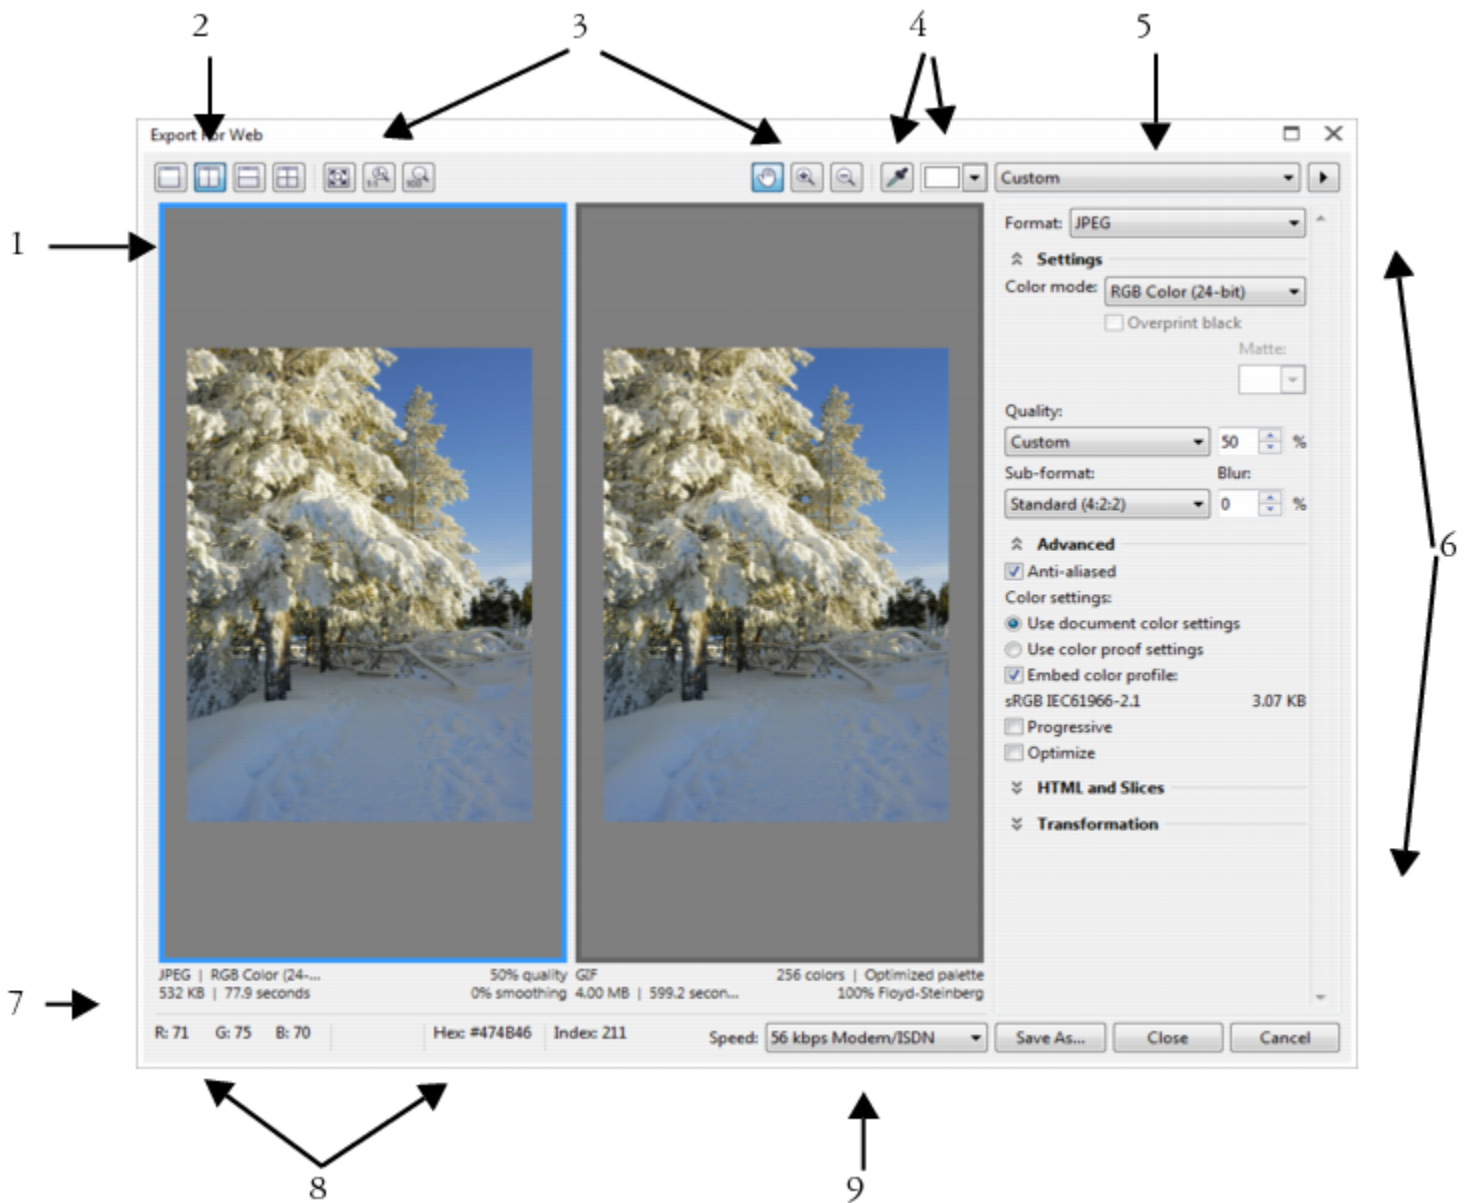 2 3 4 5
Export For Web
1:1 100
Custom
1
Format: JPEG
Settings
Color mode: RGB Color (24-bit)
Overprint black
Matte:
Quality:
Custom 50 %
Sub-format: Blur:
Standard (4:2:2) 0 %
Advanced
6
Anti-aliased
Color settings:
Use document color settings
Use color proof settings
Embed color profile:
sRGB IEC61966-2.1 3.07 KB
Progressive
Optimize
HTML and Slices
Transformation
JPEG | RGB Color (24-... 50% quality GIF 256 colors | Optimized palette
7
532 KB | 77.9 seconds 0% smoothing 4.00 MB | 599.2 secon... 100% Floyd-Steinberg
R: 71 G: 75 B: 70 Hex: #474B46 Index: 211 Speed: 56 kbps Modem/ISDN Save As... Close Cancel
8 9